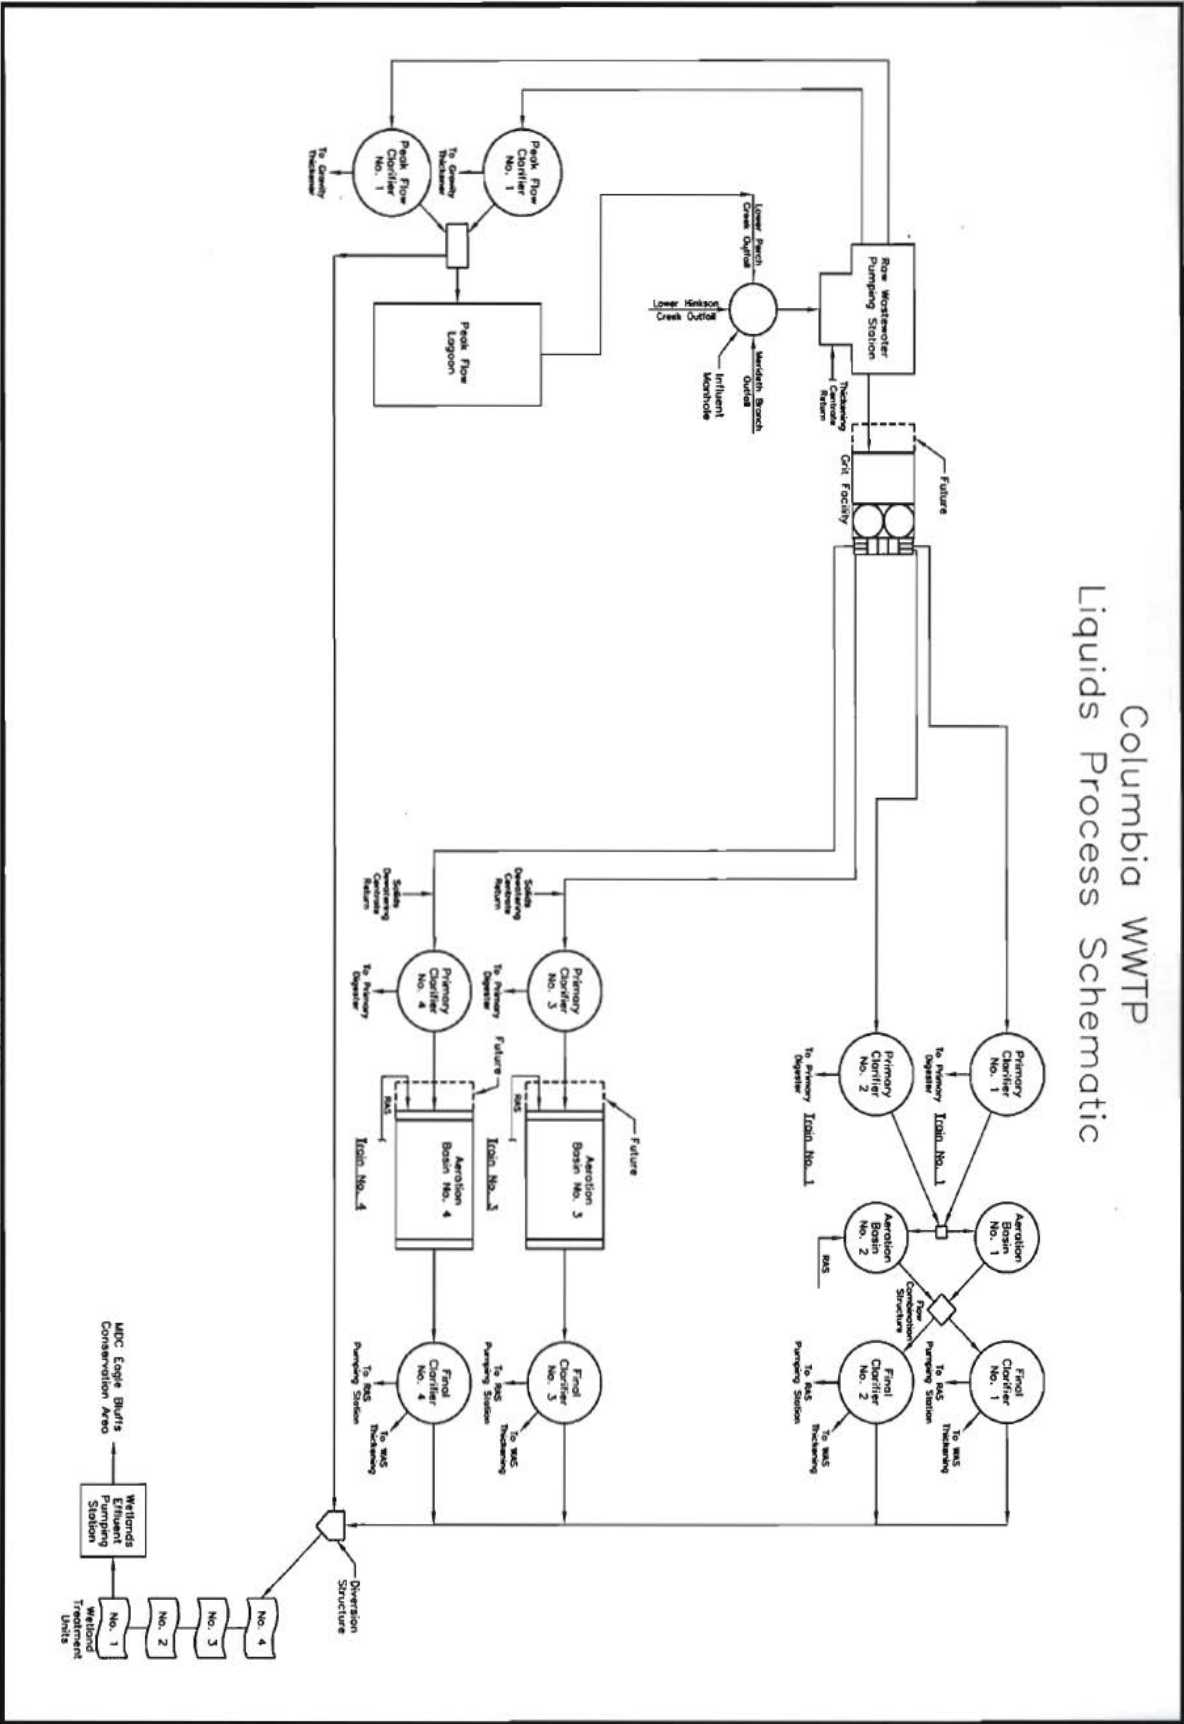 Columbia WWTP
Liquids Process Schematic
Raw Wastewater
Pumping Station
Thickening
Centrate
Return
Future
Grit Facility
Lower Perch
Creek Outfall
Lower Hinkson
Creek Outfall
Merideth Branch
Outfall
Influent
Manhole
Peak Flow
Clarifier
No. 1
To Gravity
Thickener
Peak Flow
Clarifier
No. 1
To Gravity
Thickener
Peak Flow
Lagoon
Primary
Clarifier
No. 1
To Primary
Digester
Train No. 1
Primary
Clarifier
No. 2
To Primary
Digester
Train No. 1
Aeration
Basin
No. 1
Aeration
Basin
No. 2
RAS
Flow
Combination
Structure
Final
Clarifier
No. 1
To RAS
Pumping Station
To WAS
Thickening
Final
Clarifier
No. 2
To RAS
Pumping Station
To WAS
Thickening
Solids
Dewatering
Centrate
Return
Primary
Clarifier
No. 3
To Primary
Digester
Future
RAS
Aeration
Basin No. 3
Train No. 3
Final
Clarifier
No. 3
To RAS
Pumping Station
To WAS
Thickening
Solids
Dewatering
Centrate
Return
Primary
Clarifier
No. 4
To Primary
Digester
Future
RAS
Aeration
Basin No. 4
Train No. 4
Final
Clarifier
No. 4
To RAS
Pumping Station
To WAS
Thickening
Diversion
Structure
No. 4
No. 3
No. 2
No. 1
Wetland
Treatment
Units
Wetlands
Effluent
Pumping
Station
MDC Eagle Bluffs
Conservation Area